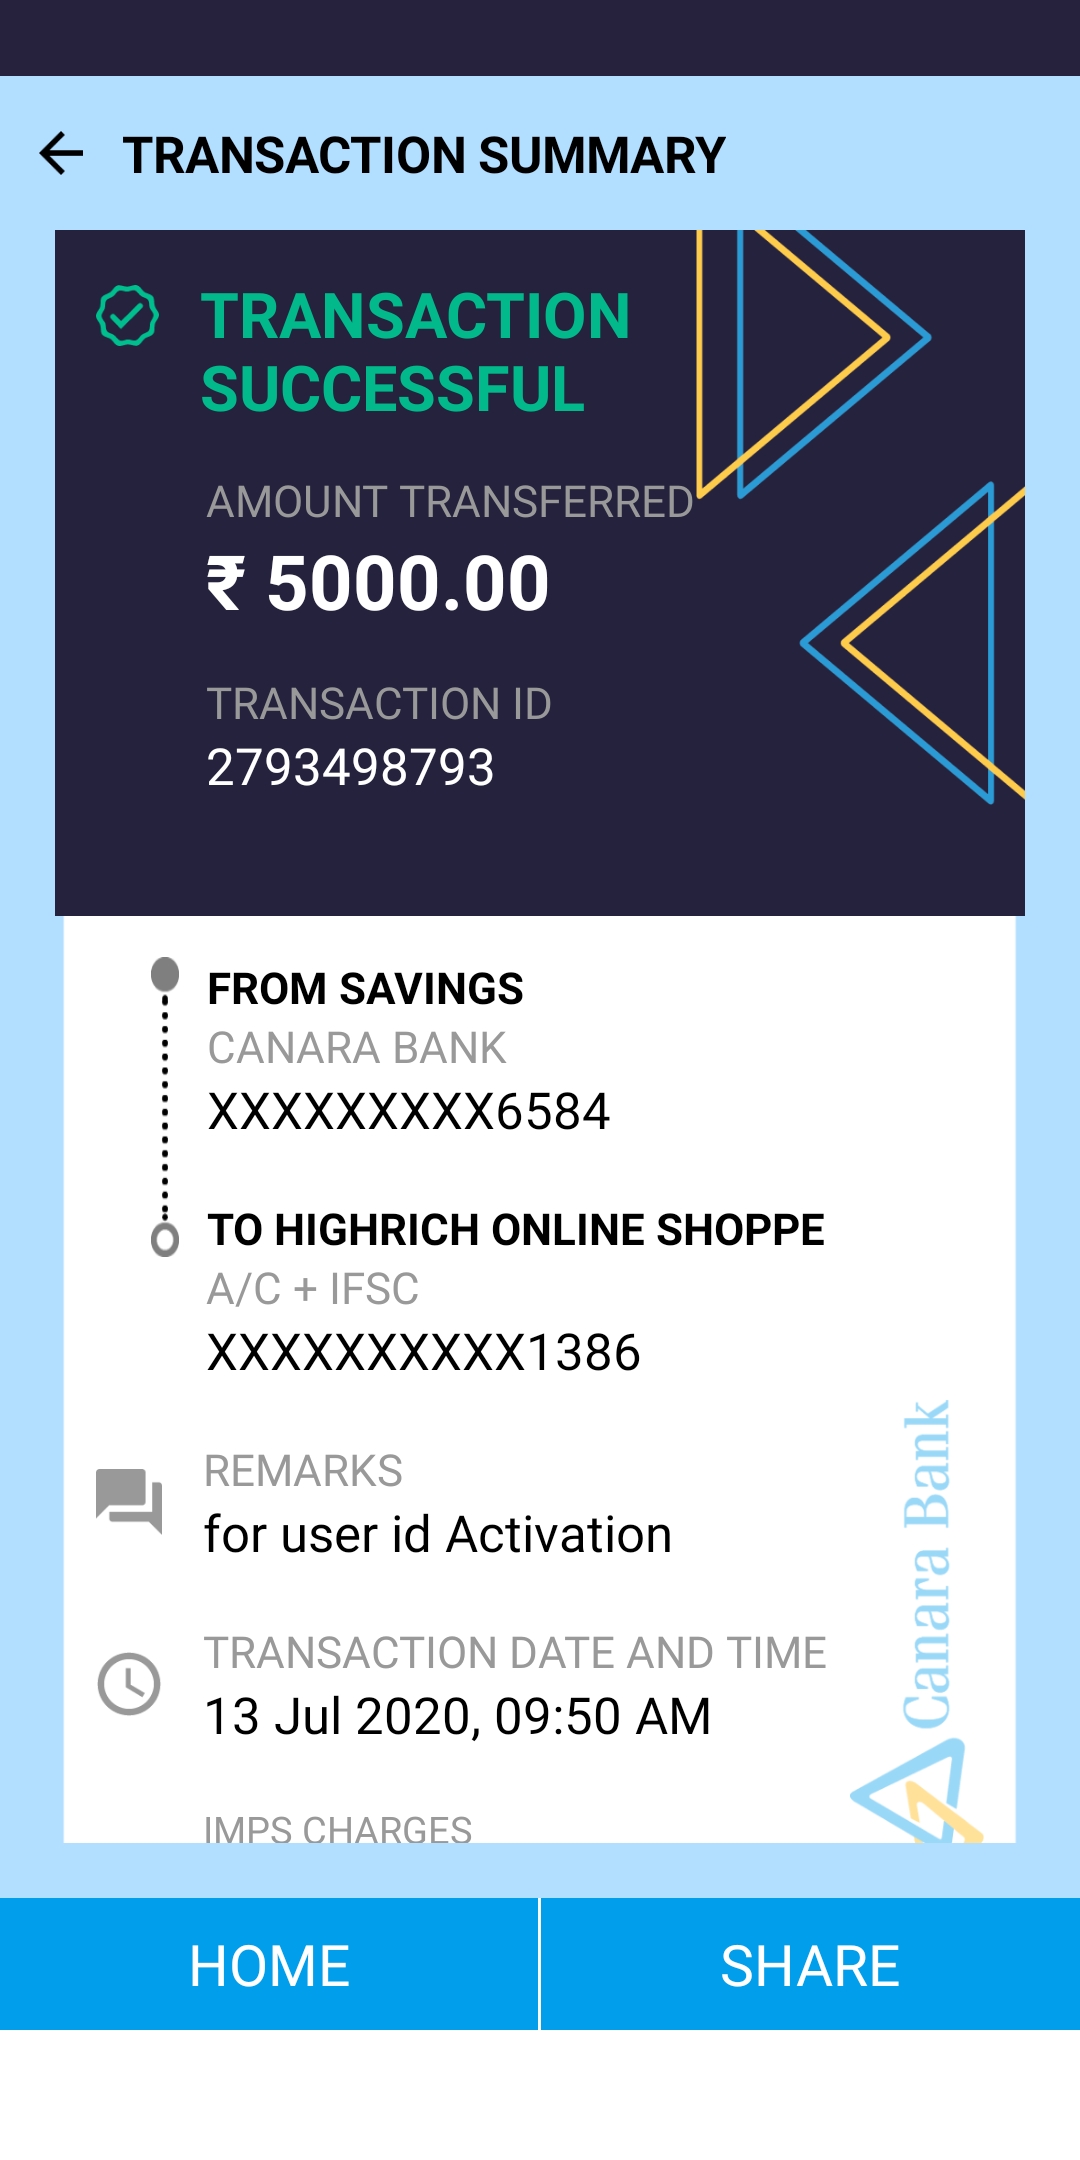 TRANSACTION SUMMARY
TRANSACTION
SUCCESSFUL
AMOUNT TRANSFERRED
₹ 5000.00
TRANSACTION ID
2793498793
FROM SAVINGS
CANARA BANK
XXXXXXXXX6584
TO HIGHRICH ONLINE SHOPPE
A/C + IFSC
XXXXXXXXXX1386
REMARKS
for user id Activation
TRANSACTION DATE AND TIME
13 Jul 2020, 09:50 AM
IMPS CHARGES
Canara Bank
HOME
SHARE